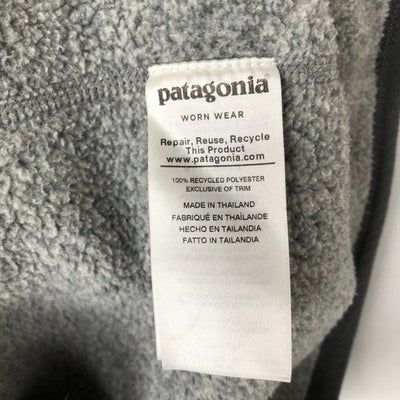 patagonia®
WORN WEAR
Repair, Reuse, Recycle
This Product
www.patagonia.com
100% RECYCLED POLYESTER
EXCLUSIVE OF TRIM
MADE IN THAILAND
FABRIQUÉ EN THAÏLANDE
HECHO EN TAILANDIA
FATTO IN TAILANDIA